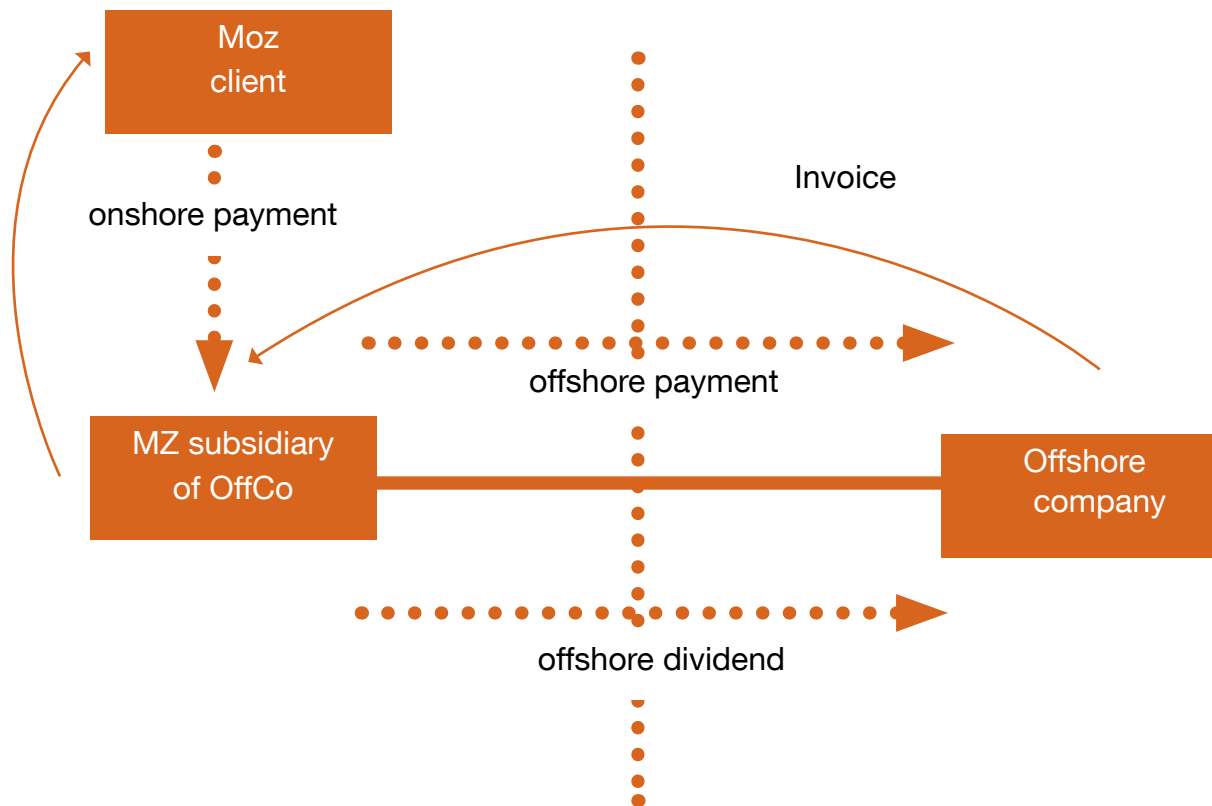 Moz
client
Invoice
onshore payment
offshore payment
MZ subsidiary
of OffCo
Offshore
company
offshore dividend